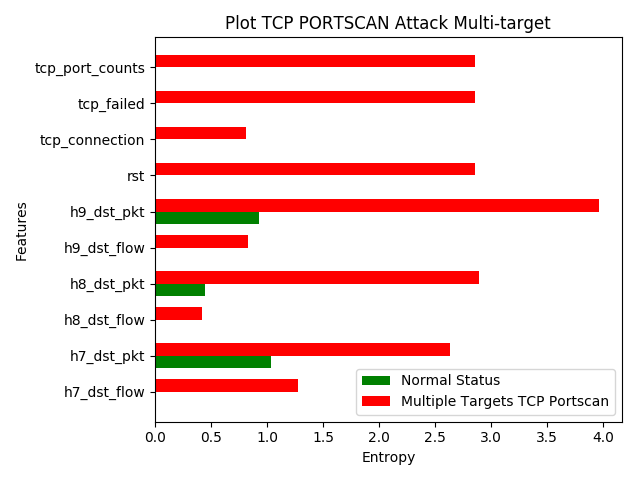 Plot TCP PORTSCAN Attack Multi-target
tcp_port_counts
tcp_failed
tcp_connection
rst
h9_dst_pkt
h9_dst_flow
h8_dst_pkt
h8_dst_flow
h7_dst_pkt
h7_dst_flow
Features
Normal Status
Multiple Targets TCP Portscan
0.0 0.5 1.0 1.5 2.0 2.5 3.0 3.5 4.0
Entropy